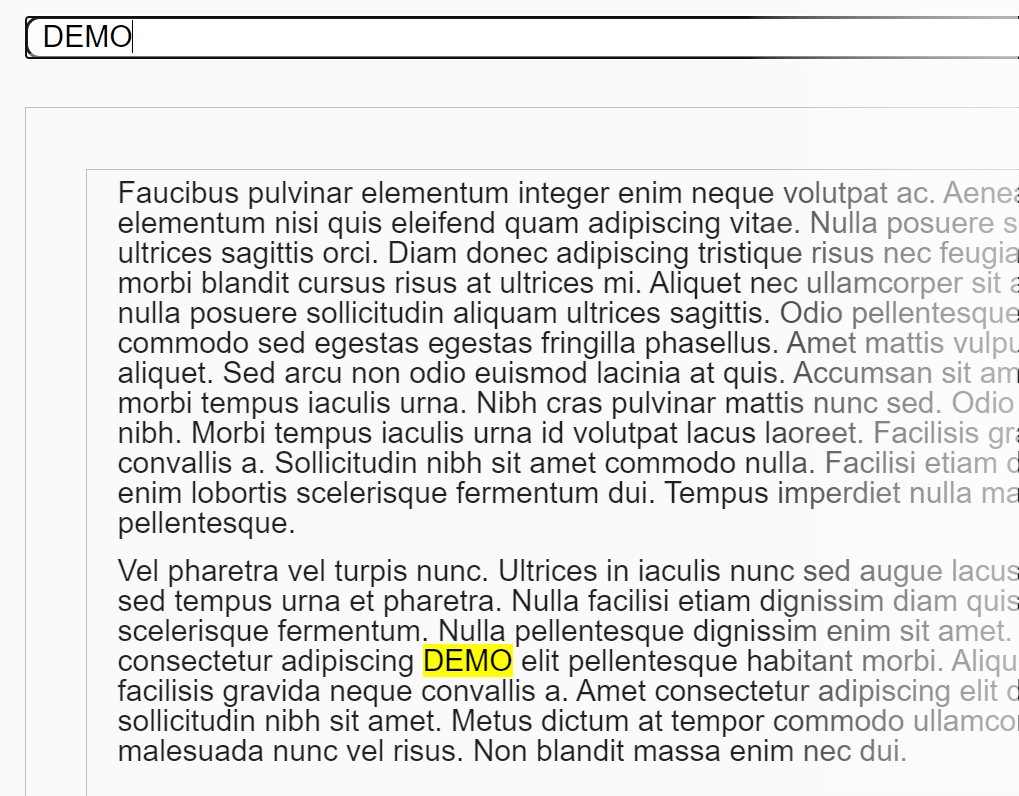 DEMO
Faucibus pulvinar elementum integer enim neque volutpat ac.
elementum nisi quis eleifend quam adipiscing vitae. Nulla posuere
ultrices sagittis orci. Diam donec adipiscing tristique risus nec
morbi blandit cursus risus at ultrices mi. Aliquet nec ullamcorper sit
nulla posuere sollicitudin aliquam ultrices sagittis. Odio pellentesque
commodo sed egestas egestas fringilla phasellus. Amet mattis
aliquet. Sed arcu non odio euismod lacinia at quis. Accumsan sit
morbi tempus iaculis urna. Nibh cras pulvinar mattis nunc sed. Odio
nibh. Morbi tempus iaculis urna id volutpat lacus laoreet. Facilisis
convallis a. Sollicitudin nibh sit amet commodo nulla. Facilisi etiam
enim lobortis scelerisque fermentum dui. Tempus imperdiet nulla
pellentesque.
Vel pharetra vel turpis nunc. Ultrices in iaculis nunc sed augue lacus
sed tempus urna et pharetra. Nulla facilisi etiam dignissim diam quis
scelerisque fermentum. Nulla pellentesque dignissim enim sit amet.
consectetur adipiscing DEMO elit pellentesque habitant morbi.
facilisis gravida neque convallis a. Amet consectetur adipiscing elit
sollicitudin nibh sit amet. Metus dictum at tempor commodo
malesuada nunc vel risus. Non blandit massa enim nec dui.